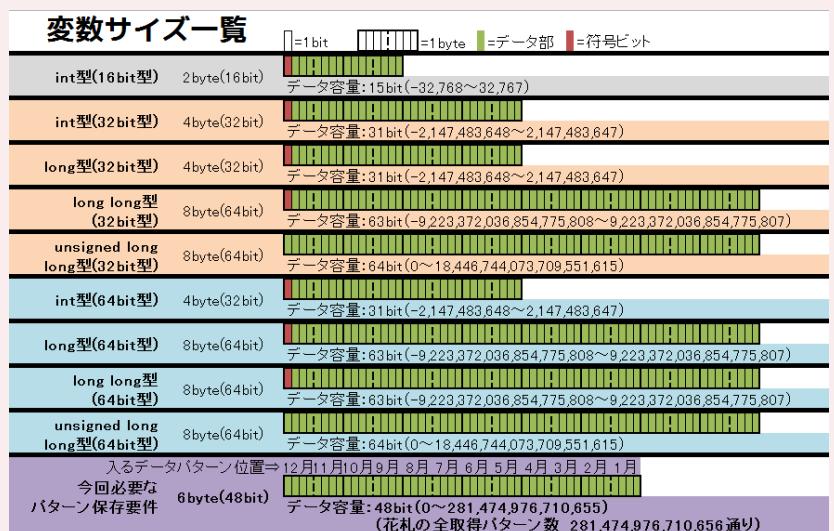 変数サイズ一覧
=1bit =1byte =データ部 =符号ビット
int型(16bit型) 2byte(16bit)
データ容量:15bit(-32,768～32,767)
int型(32bit型) 4byte(32bit)
データ容量:31bit(-2,147,483,648～2,147,483,647)
long型(32bit型) 4byte(32bit)
データ容量:31bit(-2,147,483,648～2,147,483,647)
long long型
(32bit型) 8byte(64bit)
データ容量:63bit(-9,223,372,036,854,775,808～9,223,372,036,854,775,807)
unsigned long
long型(32bit型) 8byte(64bit)
データ容量:64bit(0～18,446,744,073,709,551,615)
int型(64bit型) 4byte(32bit)
データ容量:31bit(-2,147,483,648～2,147,483,647)
long型(64bit型) 8byte(64bit)
データ容量:63bit(-9,223,372,036,854,775,808～9,223,372,036,854,775,807)
long long型
(64bit型) 8byte(64bit)
データ容量:63bit(-9,223,372,036,854,775,808～9,223,372,036,854,775,807)
unsigned long
long型(64bit型) 8byte(64bit)
データ容量:64bit(0～18,446,744,073,709,551,615)
入るデータパターン位置⇒ 12月 11月 10月 9月 8月 7月 6月 5月 4月 3月 2月 1月
今回必要な
パターン保存要件 6byte(48bit)
データ容量:48bit(0～281,474,976,710,655)
(花札の全取得パターン数 281,474,976,710,656通り)